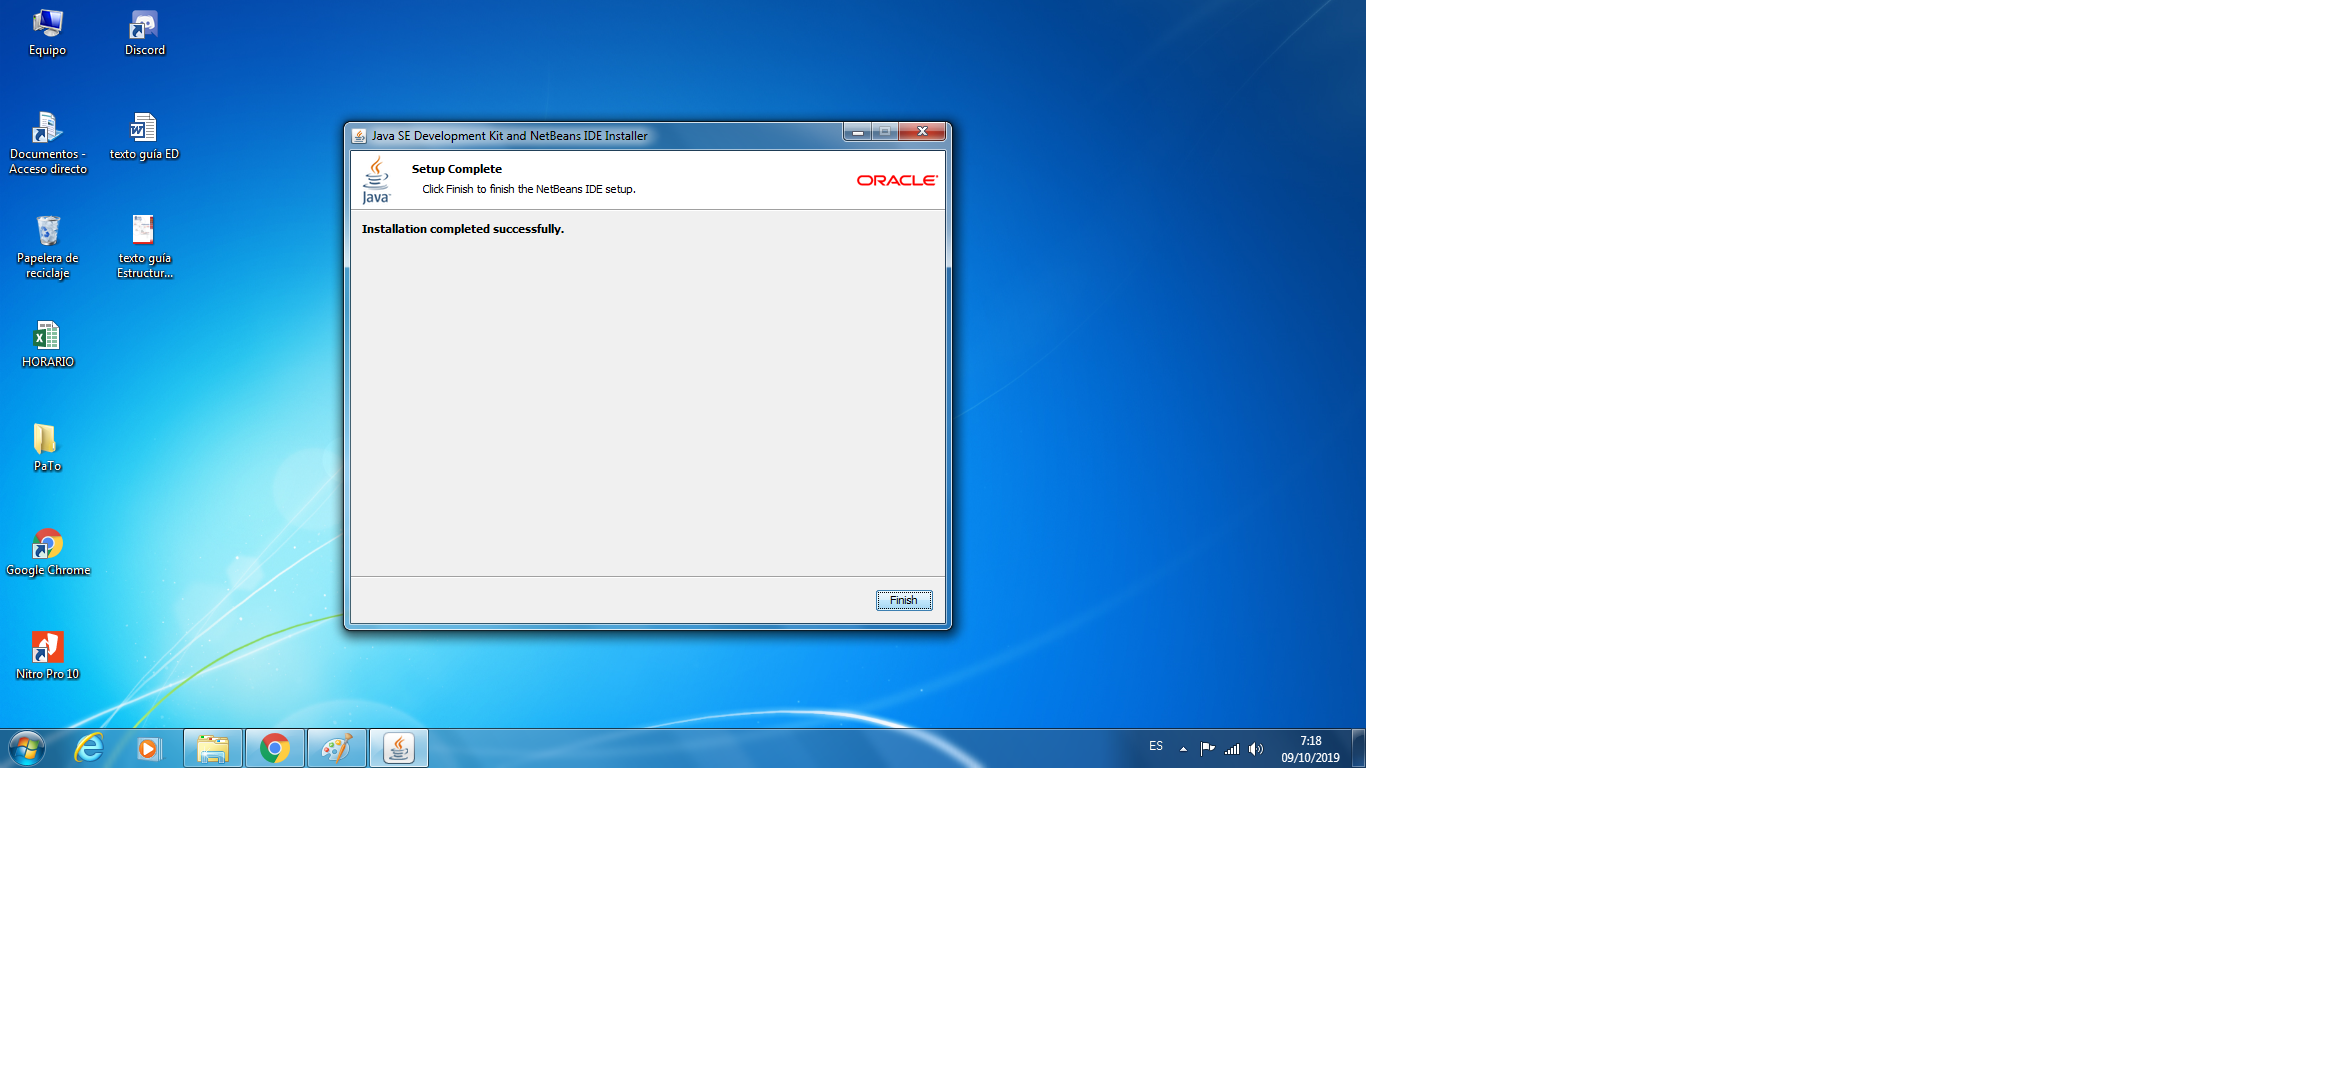 Equipo
Discord
Documentos -
Acceso directo
texto guía ED
Papelera de
reciclaje
texto guía
Estructur...
HORARIO
PaTo
Google Chrome
Nitro Pro 10
Java SE Development Kit and NetBeans IDE Installer
Java
Setup Complete
Click Finish to finish the NetBeans IDE setup.
ORACLE
Installation completed successfully.
Finish
ES
7:18
09/10/2019